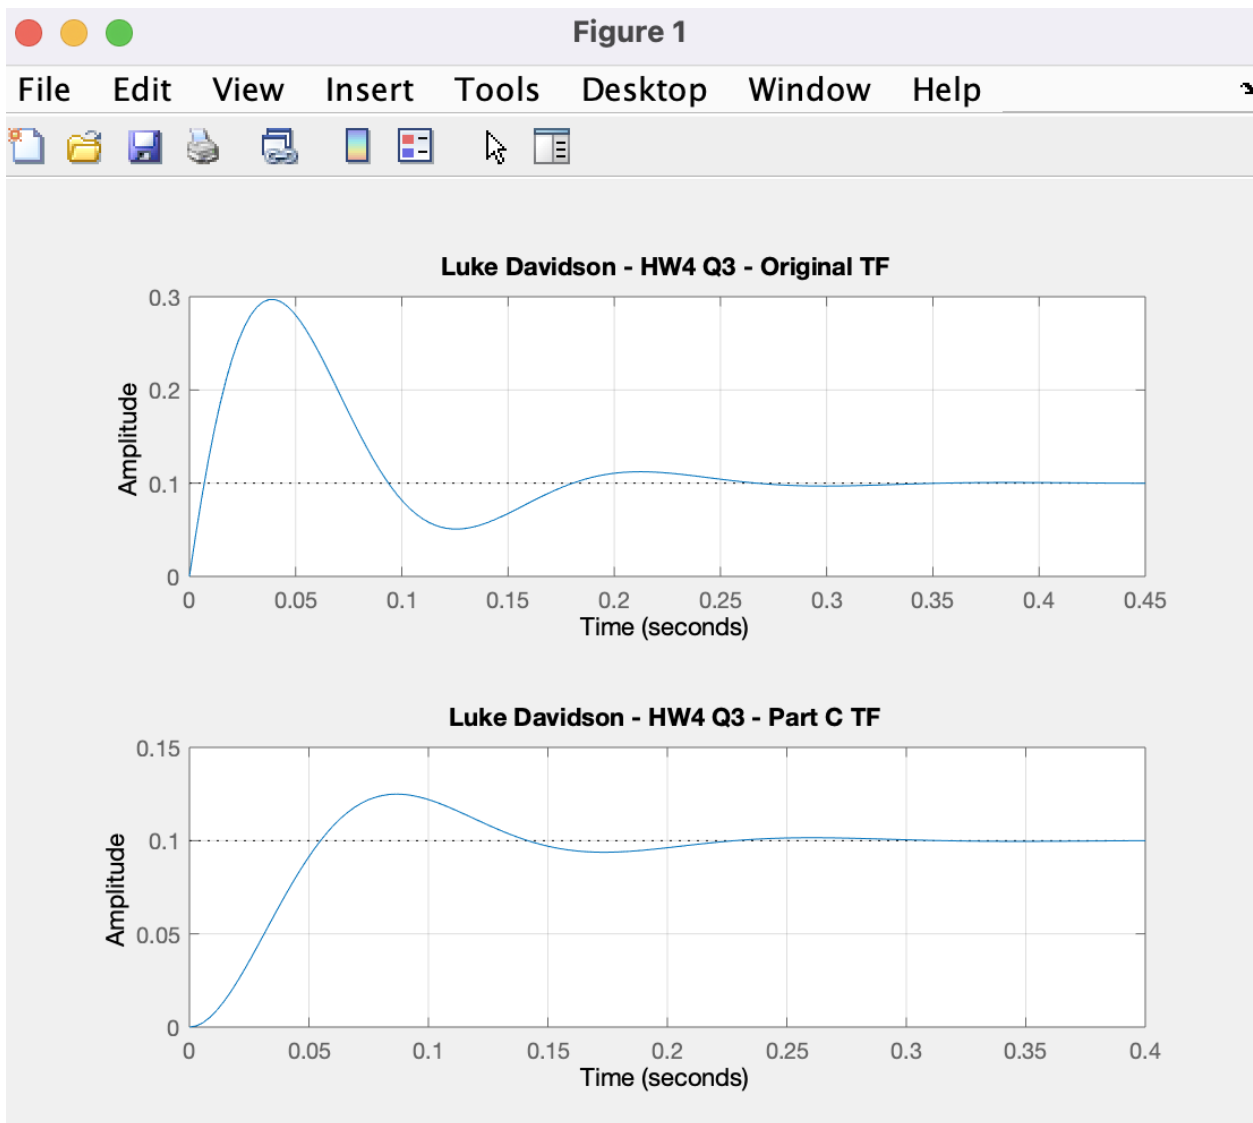 Figure 1
File Edit View Insert Tools Desktop Window Help
Luke Davidson - HW4 Q3 - Original TF
Amplitude
0.3
0.2
0.1
0
0 0.05 0.1 0.15 0.2 0.25 0.3 0.35 0.4 0.45
Time (seconds)
Luke Davidson - HW4 Q3 - Part C TF
Amplitude
0.15
0.1
0.05
0
0 0.05 0.1 0.15 0.2 0.25 0.3 0.35 0.4
Time (seconds)